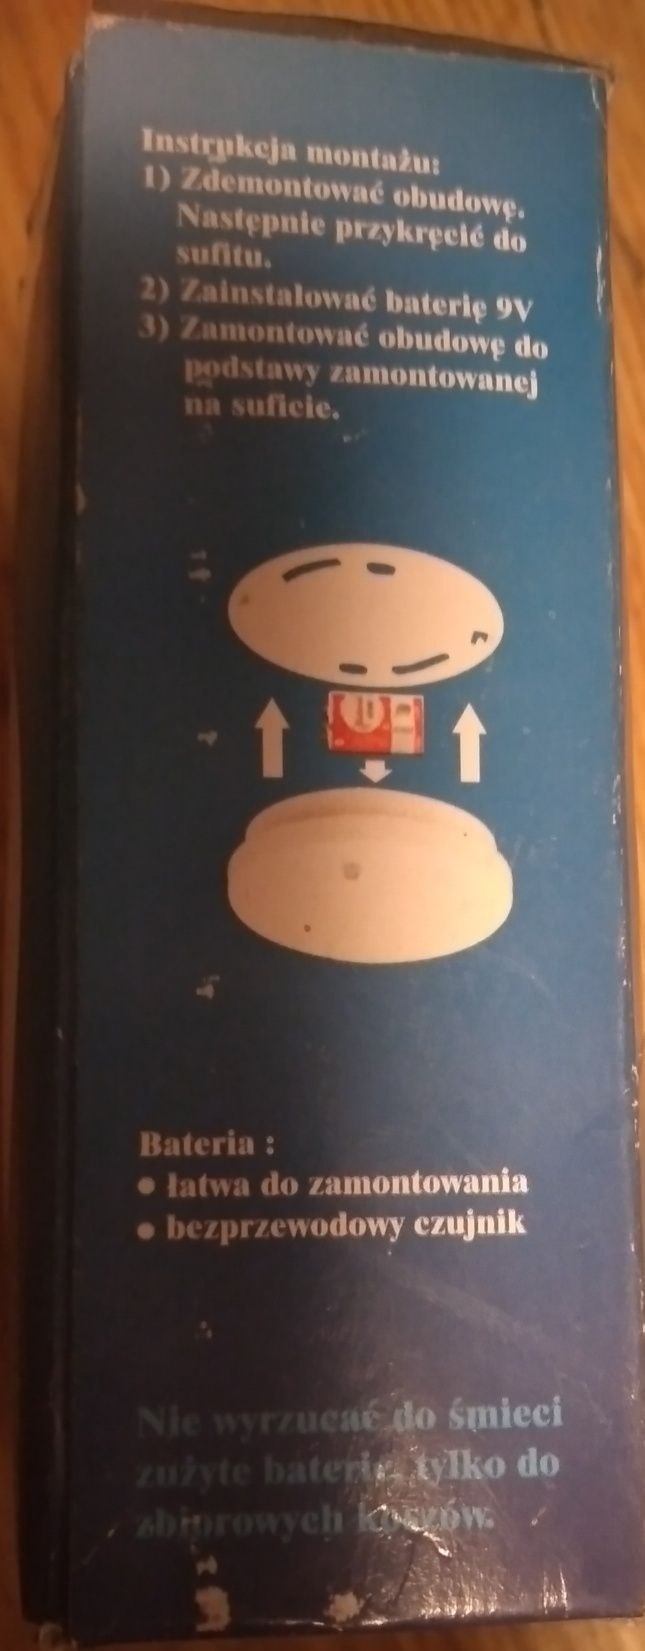 Instrukcja montażu:
1) Zdemontować obudowę.
Następnie przykręcić do
sufitu.
2) Zainstalować baterię 9V
3) Zamontować obudowę do
podstawy zamontowanej
na suficie.
Bateria :
• łatwa do zamontowania
• bezprzewodowy czujnik
Nie wyrzucać do śmieci
zużyte baterie, tylko do
zbiorowych koszów.